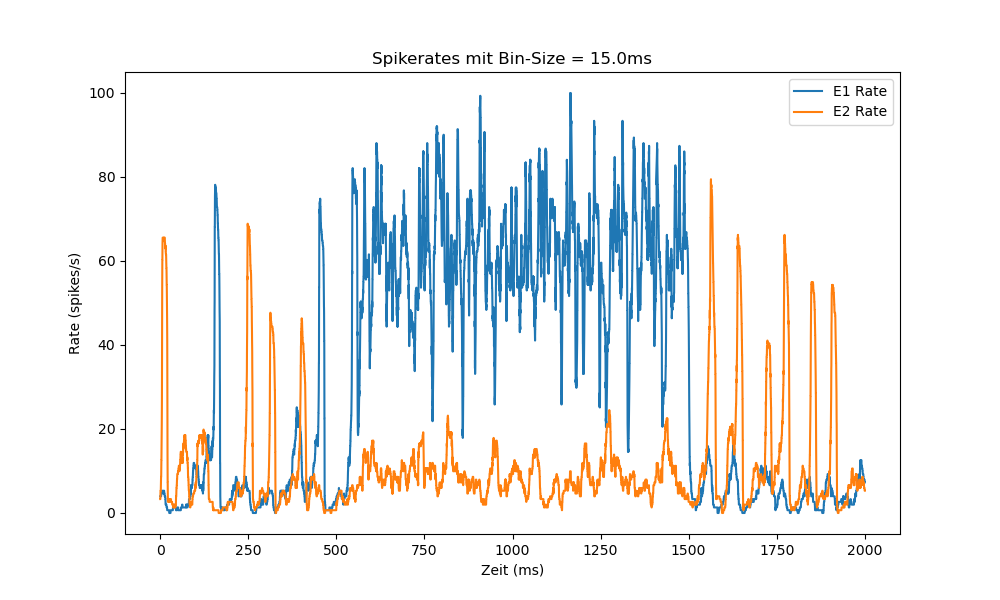 Spikerates mit Bin-Size = 15.0ms
E1 Rate
E2 Rate
Rate (spikes/s)
100
80
60
40
20
0
0 250 500 750 1000 1250 1500 1750 2000
Zeit (ms)